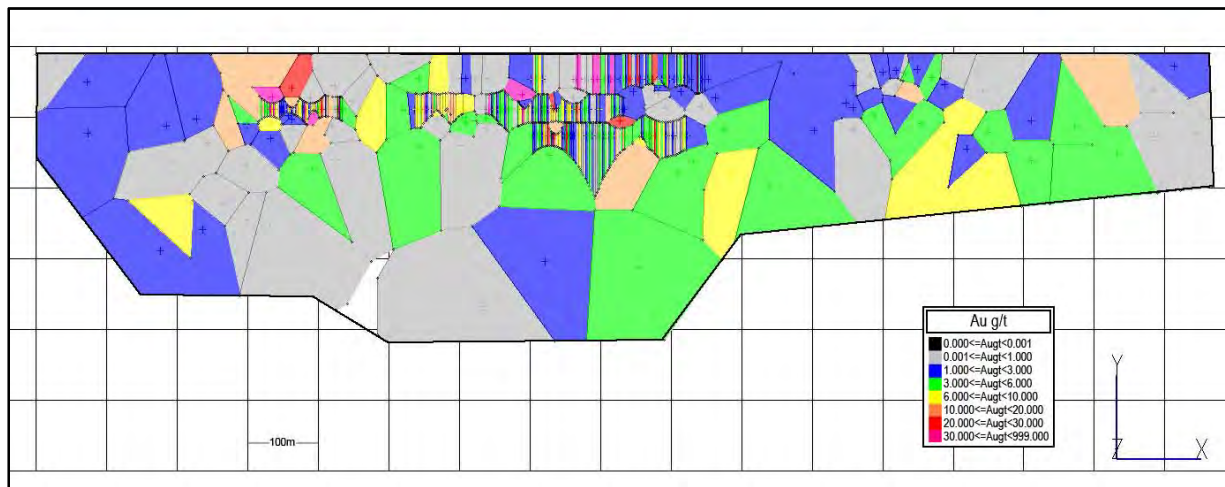 Au g/t
0.000<=Augt<0.001
0.001<=Augt<1.000
1.000<=Augt<3.000
3.000<=Augt<6.000
6.000<=Augt<10.000
10.000<=Augt<20.000
20.000<=Augt<30.000
30.000<=Augt<999.000
100m
Y
Z X